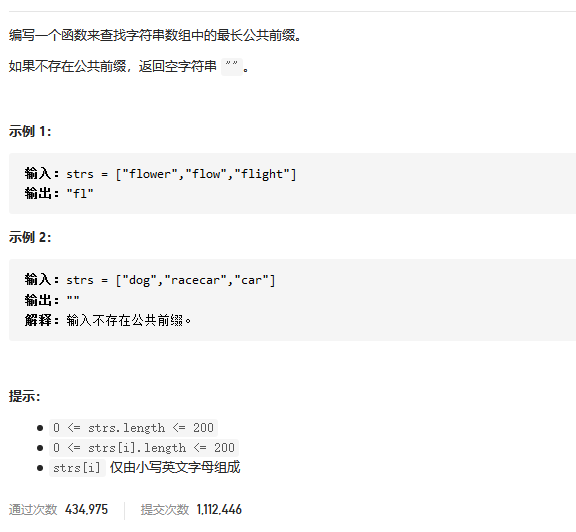 编写一个函数来查找字符串数组中的最长公共前缀。
如果不存在公共前缀，返回空字符串 ""。
示例 1：
输入：strs = ["flower","flow","flight"]
输出："fl"
示例 2：
输入：strs = ["dog","racecar","car"]
输出：""
解释：输入不存在公共前缀。
提示：
● 0 <= strs.length <= 200
● 0 <= strs[i].length <= 200
● strs[i] 仅由小写英文字母组成
通过次数 434,975 提交次数 1,112,446